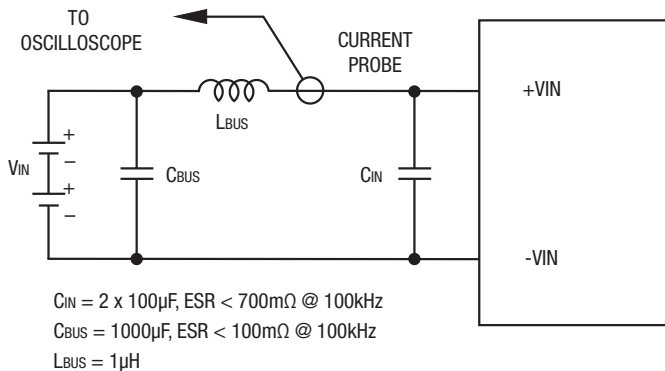 TO
OSCILLOSCOPE
CURRENT
PROBE
LBUS
+VIN
VIN
+
−
+
−
CBUS
CIN
-VIN
CIN = 2 x 100µF, ESR < 700mΩ @ 100kHz
CBUS = 1000µF, ESR < 100mΩ @ 100kHz
LBUS = 1µH